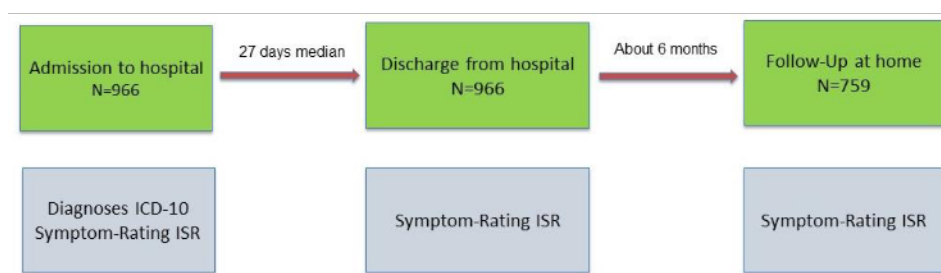 Admission to hospital
N=966
27 days median
Discharge from hospital
N=966
About 6 months
Follow-Up at home
N=759
Diagnoses ICD-10
Symptom-Rating ISR
Symptom-Rating ISR
Symptom-Rating ISR